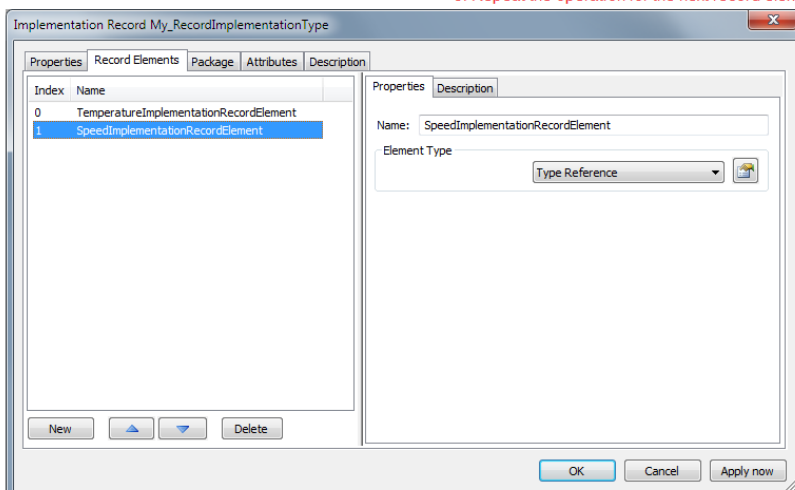 Implementation Record My_RecordImplementationType
Properties Record Elements Package Attributes Description
Index Name
0 TemperatureImplementationRecordElement
1 SpeedImplementationRecordElement
New Delete
Properties Description
Name: SpeedImplementationRecordElement
Element Type
Type Reference
OK Cancel Apply now